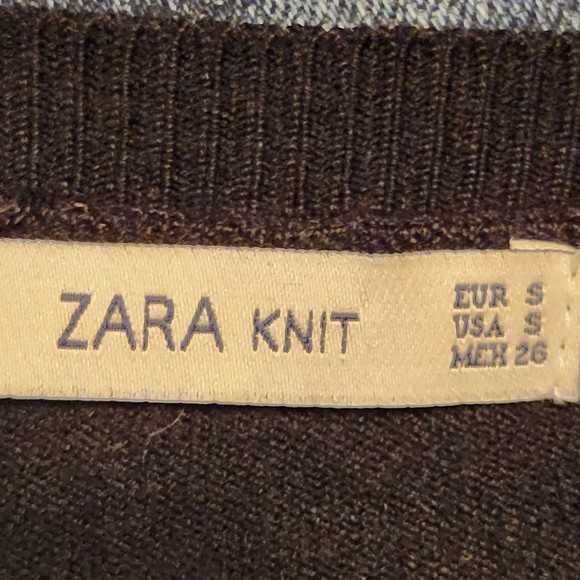 ZARA KNIT
EUR S
USA S
MEX 26